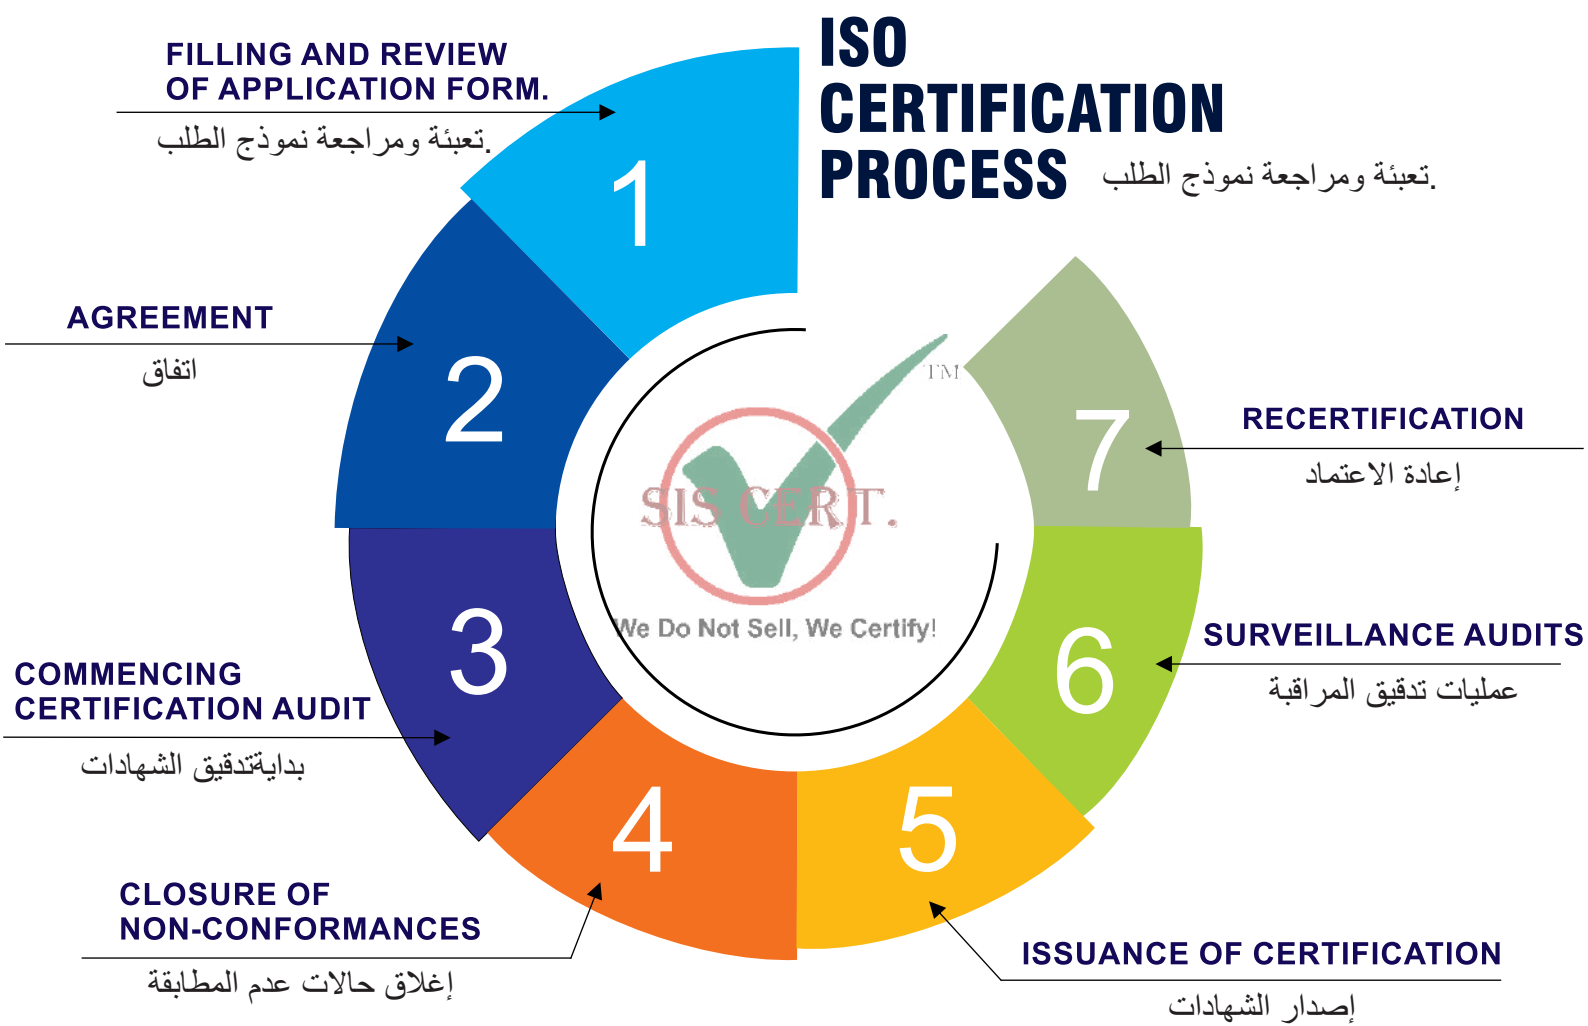 ISO
CERTIFICATION
PROCESS
تعبئة ومراجعة نموذج الطلب.
FILLING AND REVIEW
OF APPLICATION FORM.
تعبئة ومراجعة نموذج الطلب.
1
AGREEMENT
اتفاق
2
COMMENCING
CERTIFICATION AUDIT
بدايةتدقيق الشهادات
3
CLOSURE OF
NON-CONFORMANCES
إغلاق حالات عدم المطابقة
4
ISSUANCE OF CERTIFICATION
إصدار الشهادات
5
SURVEILLANCE AUDITS
عمليات تدقيق المراقبة
6
RECERTIFICATION
إعادة الاعتماد
7
TM
SIS CERT.
We Do Not Sell, We Certify!